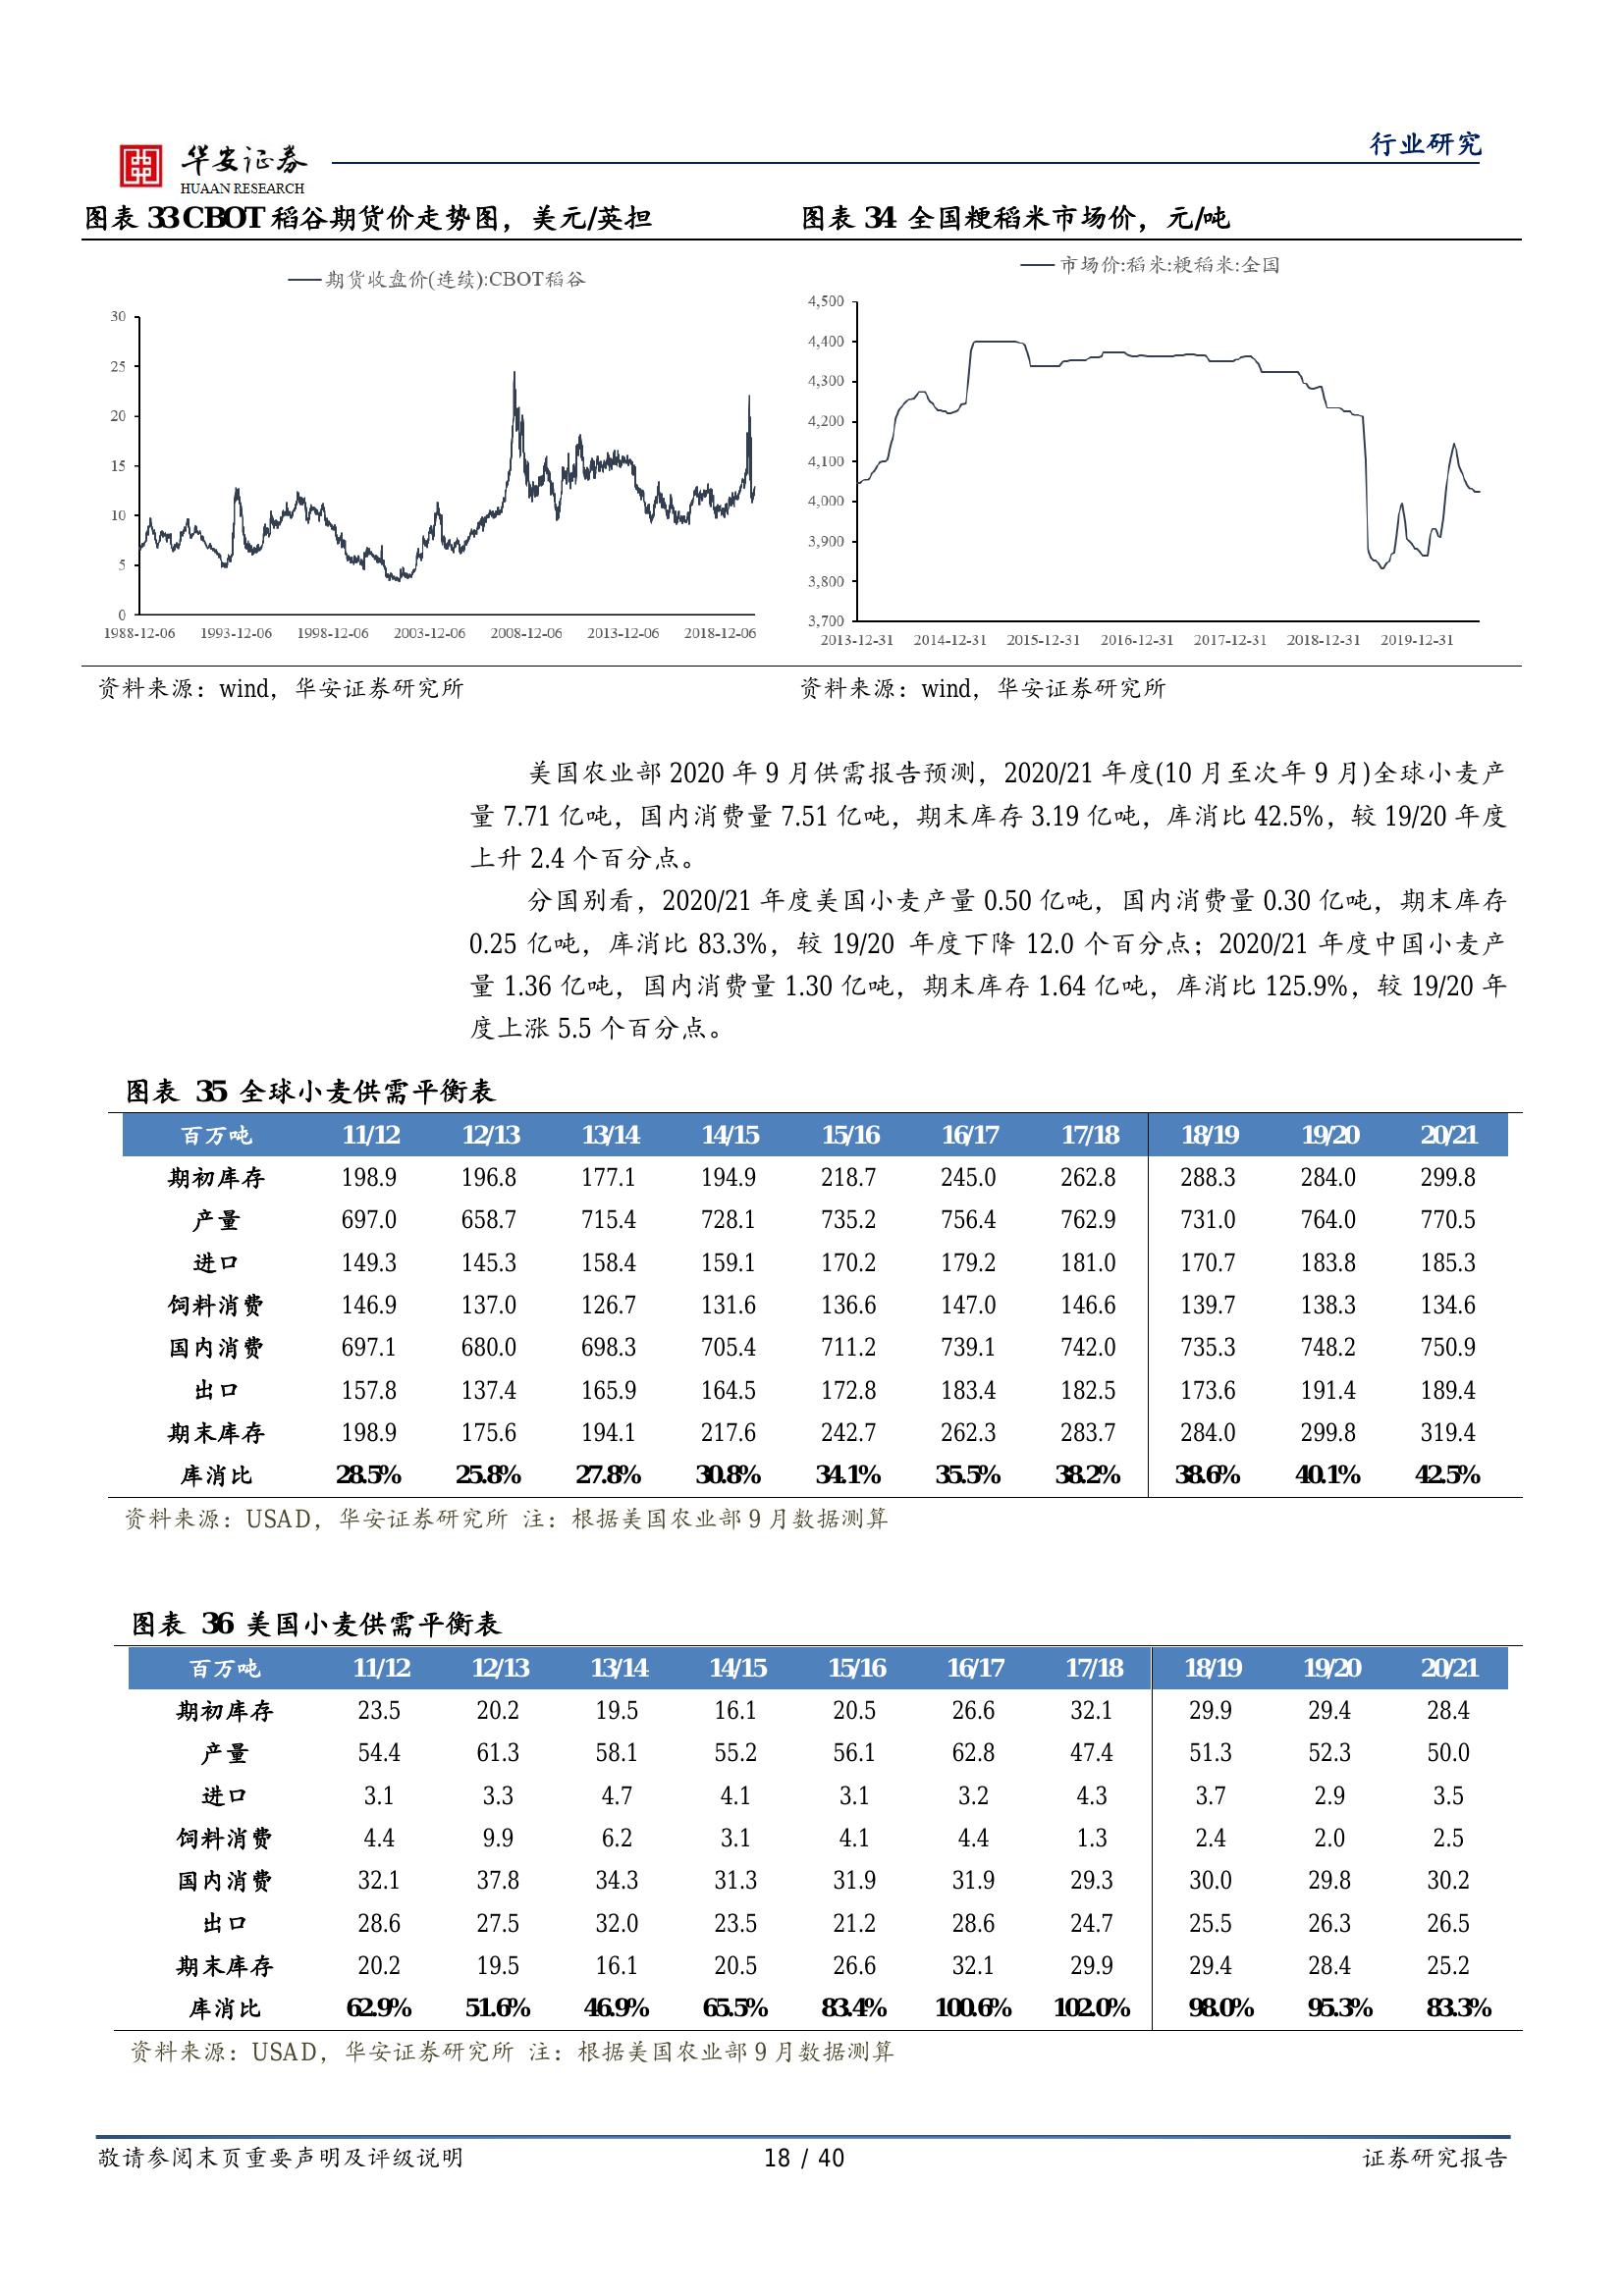 华安证券
HUAAN RESEARCH
行业研究
图表 33 CBOT 稻谷期货价走势图，美元/英担
期货收盘价(连续):CBOT稻谷
30
25
20
15
10
5
0
1988-12-06 1993-12-06 1998-12-06 2003-12-06 2008-12-06 2013-12-06 2018-12-06
资料来源：wind，华安证券研究所
图表 34 全国粳稻米市场价，元/吨
市场价:稻米:粳稻米:全国
4,500
4,400
4,300
4,200
4,100
4,000
3,900
3,800
3,700
2013-12-31 2014-12-31 2015-12-31 2016-12-31 2017-12-31 2018-12-31 2019-12-31
资料来源：wind，华安证券研究所
美国农业部 2020 年 9 月供需报告预测，2020/21 年度(10 月至次年 9 月)全球小麦产
量 7.71 亿吨，国内消费量 7.51 亿吨，期末库存 3.19 亿吨，库消比 42.5%，较 19/20 年度
上升 2.4 个百分点。
分国别看，2020/21 年度美国小麦产量 0.50 亿吨，国内消费量 0.30 亿吨，期末库存
0.25 亿吨，库消比 83.3%，较 19/20 年度下降 12.0 个百分点；2020/21 年度中国小麦产
量 1.36 亿吨，国内消费量 1.30 亿吨，期末库存 1.64 亿吨，库消比 125.9%，较 19/20 年
度上涨 5.5 个百分点。
图表 35 全球小麦供需平衡表
百万吨 11/12 12/13 13/14 14/15 15/16 16/17 17/18 18/19 19/20 20/21
期初库存 198.9 196.8 177.1 194.9 218.7 245.0 262.8 288.3 284.0 299.8
产量 697.0 658.7 715.4 728.1 735.2 756.4 762.9 731.0 764.0 770.5
进口 149.3 145.3 158.4 159.1 170.2 179.2 181.0 170.7 183.8 185.3
饲料消费 146.9 137.0 126.7 131.6 136.6 147.0 146.6 139.7 138.3 134.6
国内消费 697.1 680.0 698.3 705.4 711.2 739.1 742.0 735.3 748.2 750.9
出口 157.8 137.4 165.9 164.5 172.8 183.4 182.5 173.6 191.4 189.4
期末库存 198.9 175.6 194.1 217.6 242.7 262.3 283.7 284.0 299.8 319.4
库消比 28.5% 25.8% 27.8% 30.8% 34.1% 35.5% 38.2% 38.6% 40.1% 42.5%
资料来源：USAD，华安证券研究所 注：根据美国农业部 9 月数据测算
图表 36 美国小麦供需平衡表
百万吨 11/12 12/13 13/14 14/15 15/16 16/17 17/18 18/19 19/20 20/21
期初库存 23.5 20.2 19.5 16.1 20.5 26.6 32.1 29.9 29.4 28.4
产量 54.4 61.3 58.1 55.2 56.1 62.8 47.4 51.3 52.3 50.0
进口 3.1 3.3 4.7 4.1 3.1 3.2 4.3 3.7 2.9 3.5
饲料消费 4.4 9.9 6.2 3.1 4.1 4.4 1.3 2.4 2.0 2.5
国内消费 32.1 37.8 34.3 31.3 31.9 31.9 29.3 30.0 29.8 30.2
出口 28.6 27.5 32.0 23.5 21.2 28.6 24.7 25.5 26.3 26.5
期末库存 20.2 19.5 16.1 20.5 26.6 32.1 29.9 29.4 28.4 25.2
库消比 62.9% 51.6% 46.9% 65.5% 83.4% 100.6% 102.0% 98.0% 95.3% 83.3%
资料来源：USAD，华安证券研究所 注：根据美国农业部 9 月数据测算
敬请参阅末页重要声明及评级说明 18 / 40 证券研究报告